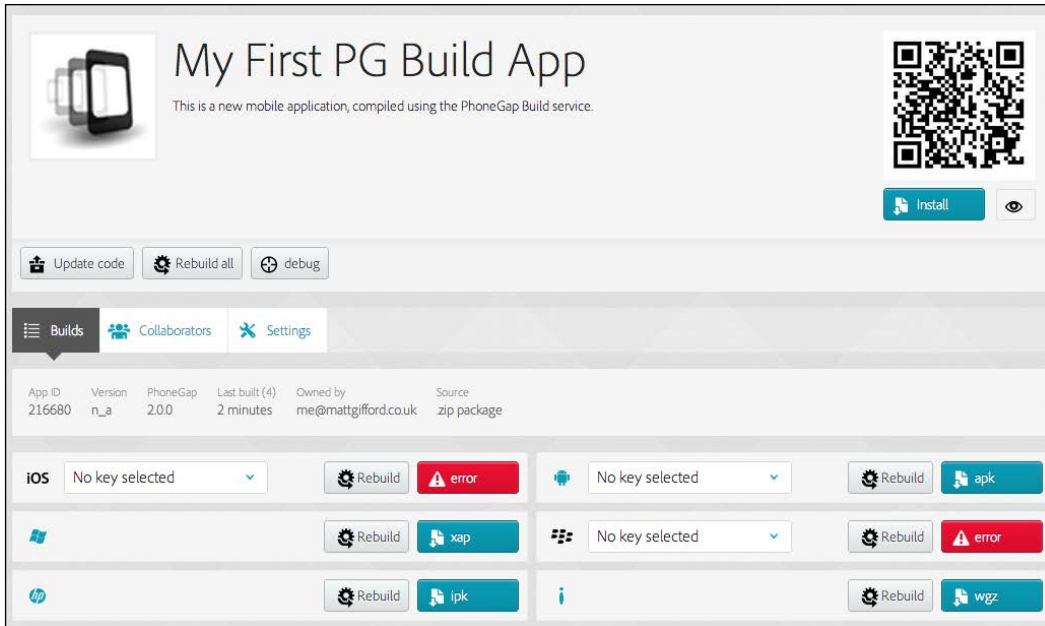 My First PG Build App
This is a new mobile application, compiled using the PhoneGap Build service.
Install
Update code
Rebuild all
debug
Builds
Collaborators
Settings
App ID Version PhoneGap Last built (4) Owned by Source
216680 n_a 2.0.0 2 minutes me@mattgifford.co.uk .zip package
iOS No key selected Rebuild error
No key selected Rebuild apk
Rebuild xap
No key selected Rebuild error
hp Rebuild ipk
Rebuild wgz